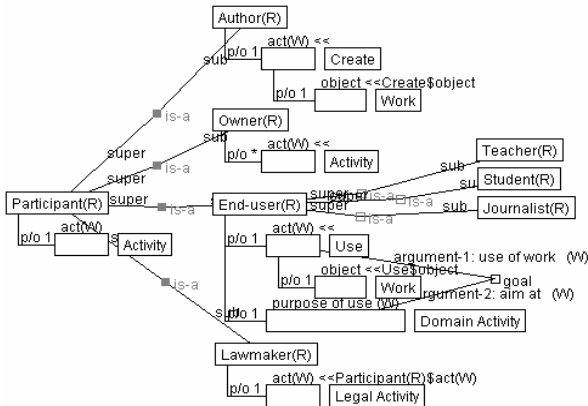 Author(R)
act(W) <<
p/o 1
sub
Create
object <<Create$object
p/o 1
Work
is-a
Owner(R)
sub
act(W) <<
p/o *
Activity
super
is-a
super
Teacher(R)
sub
Student(R)
super
is-a
sub
Participant(R)
super
is-a
End-user(R)
super
is-a
sub
Journalist(R)
act(W)
p/o 1
Activity
act(W) <<
p/o 1
Use
argument-1: use of work (W)
object <<Use$object
goal
p/o 1
Work
argument-2: aim at (W)
is-a
purpose of use (W)
sub
p/o 1
Domain Activity
Lawmaker(R)
act(W) <<Participant(R)$act(W)
p/o 1
Legal Activity